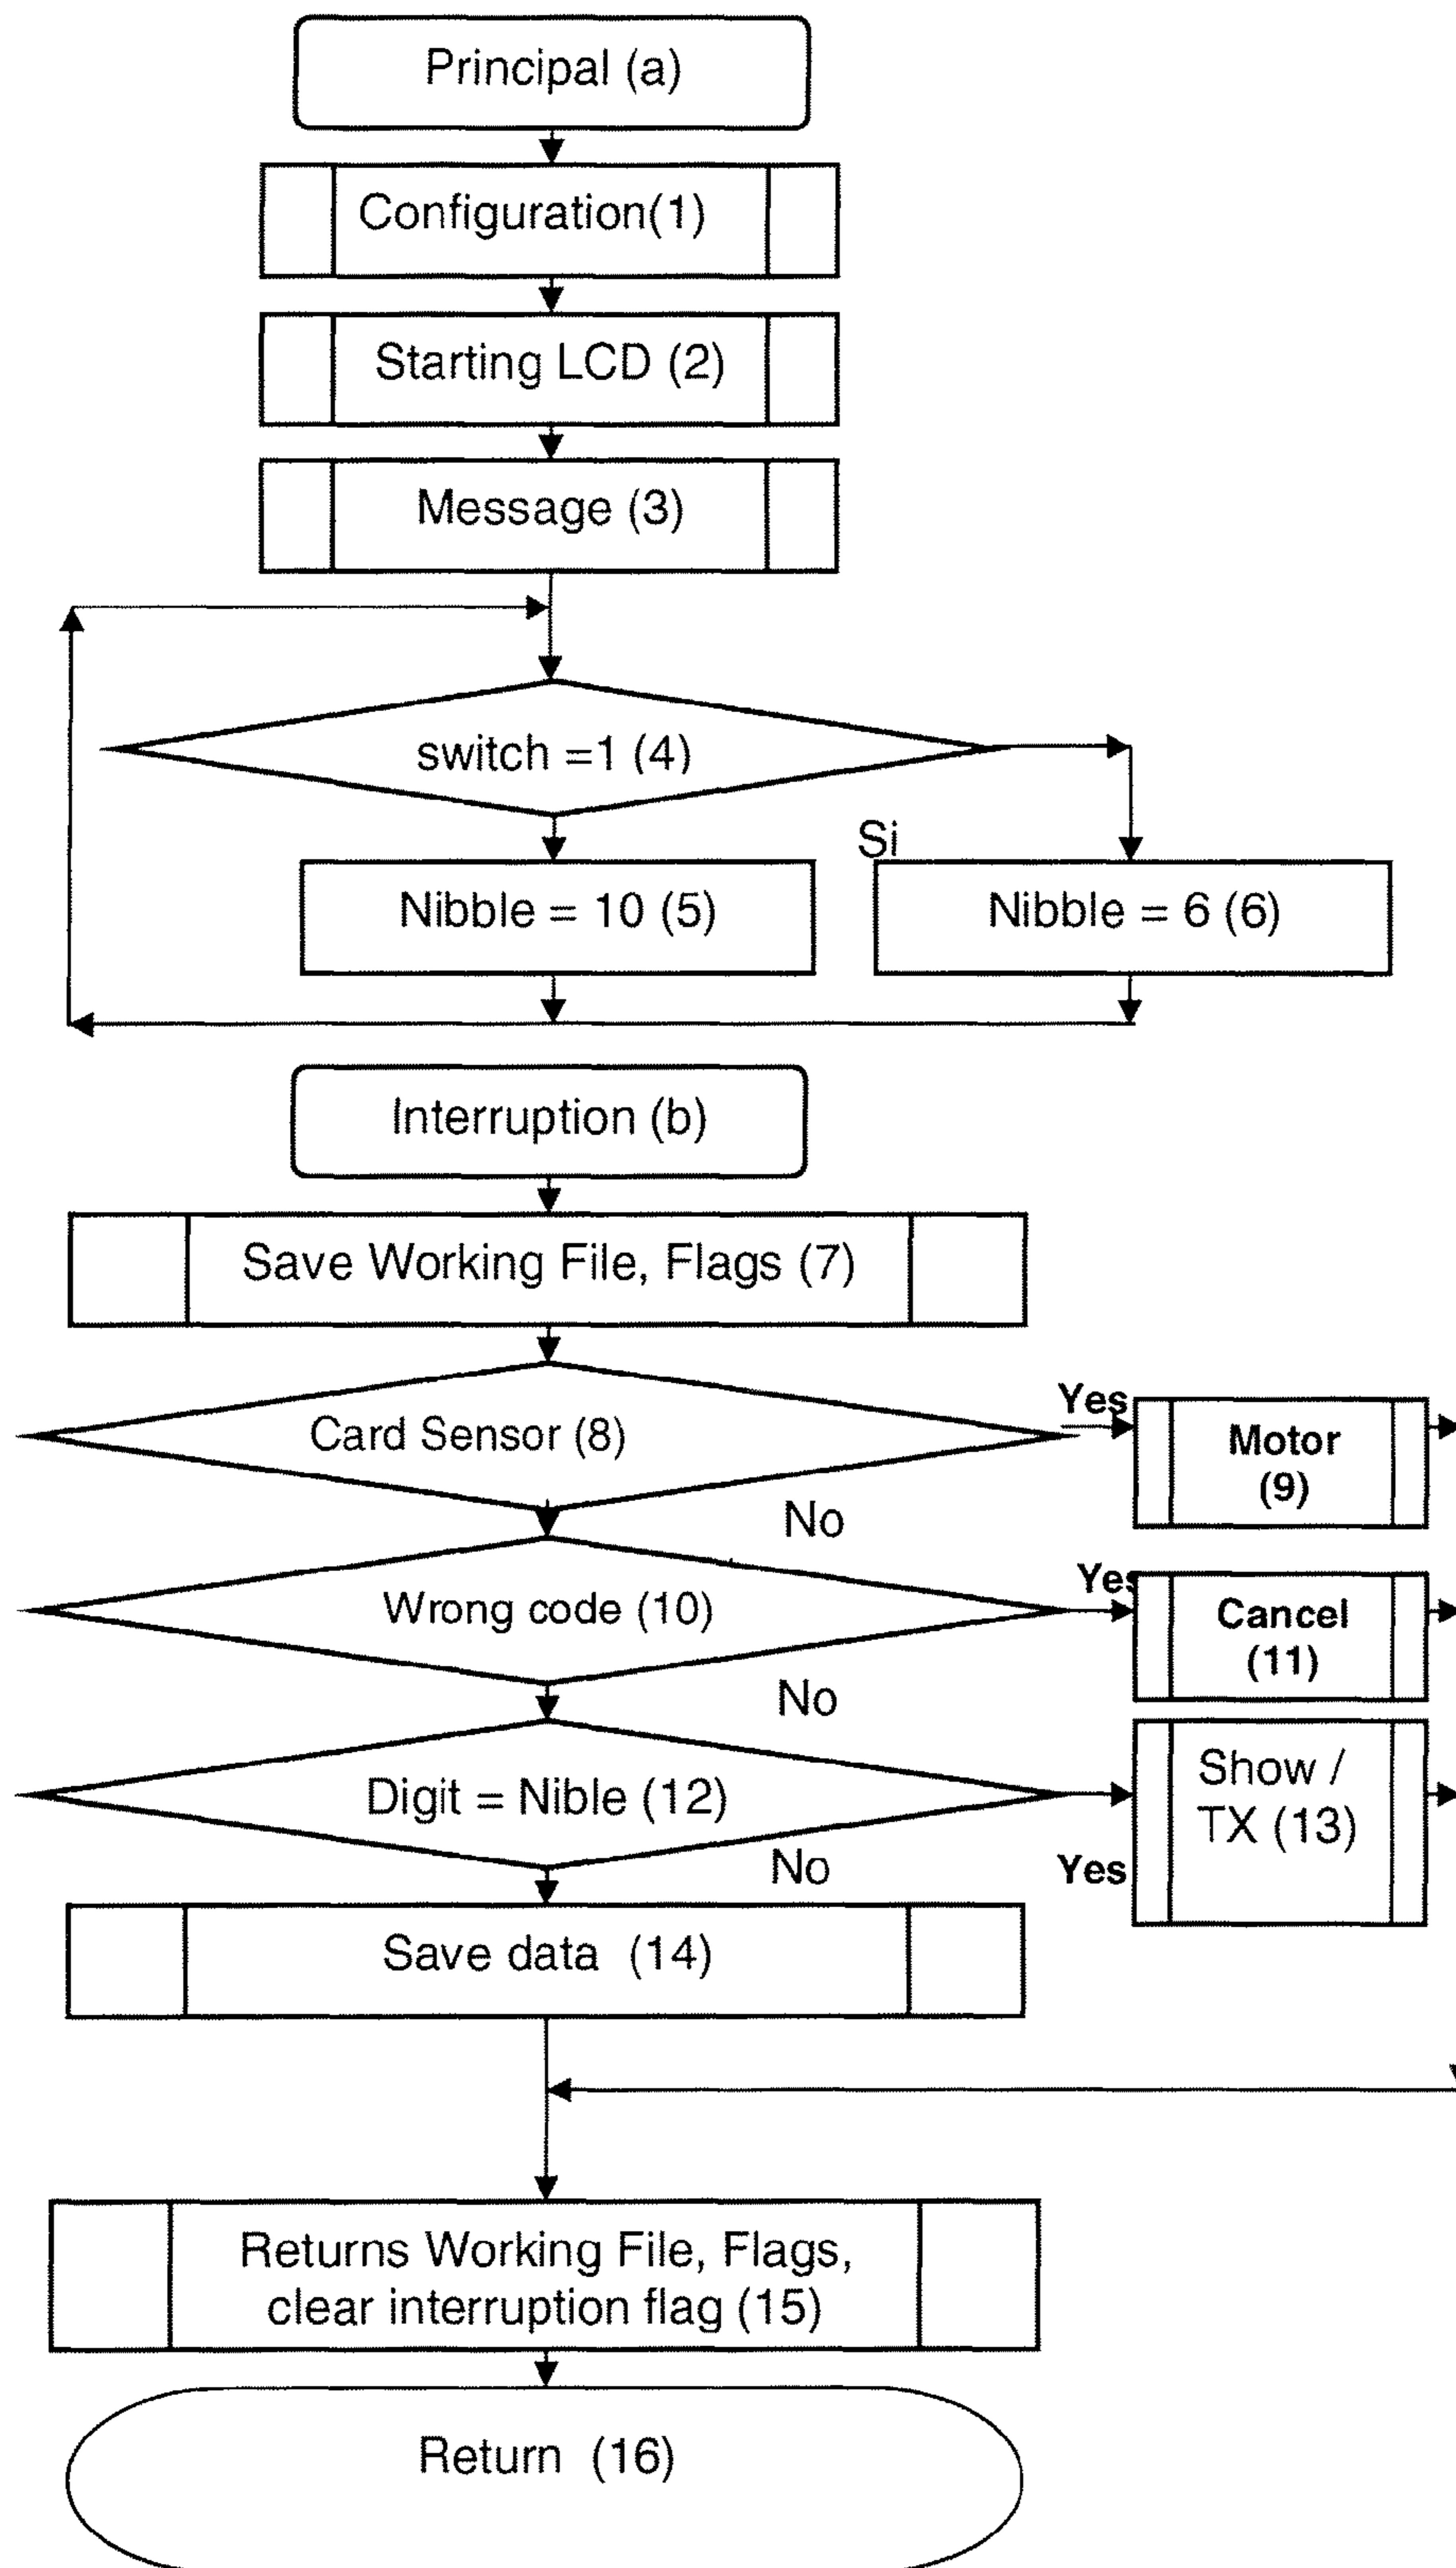 Principal (a)
Configuration(1)
Starting LCD (2)
Message (3)
switch =1 (4)
Si
Nibble = 10 (5)
Nibble = 6 (6)
Interruption (b)
Save Working File, Flags (7)
Card Sensor (8)
Yes
Motor
(9)
No
Wrong code (10)
Yes
Cancel
(11)
No
Digit = Nible (12)
Show /
TX (13)
Yes
No
Save data (14)
Returns Working File, Flags,
clear interruption flag (15)
Return (16)